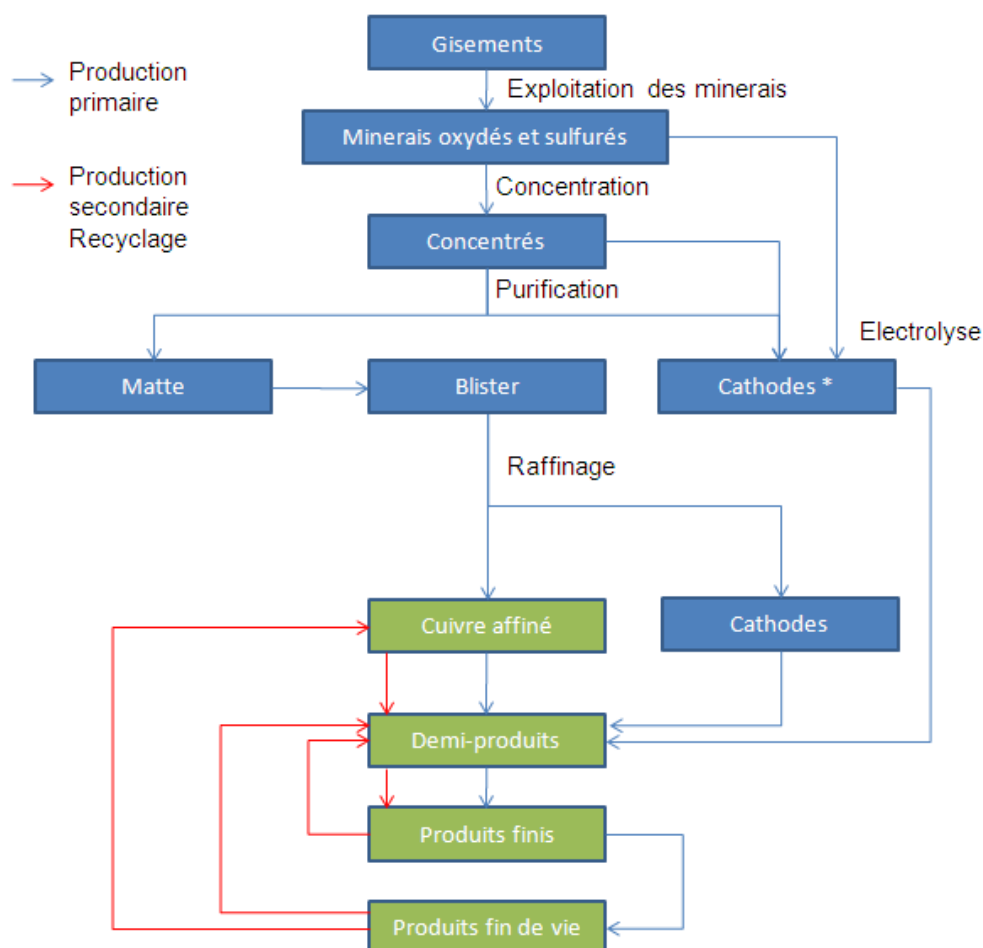 Gisements
Production
primaire
Exploitation des minerais
Minerais oxydés et sulfurés
Production
secondaire
Recyclage
Concentration
Concentrés
Purification
Electrolyse
Matte
Blister
Cathodes *
Raffinage
Cuivre affiné
Cathodes
Demi-produits
Produits finis
Produits fin de vie